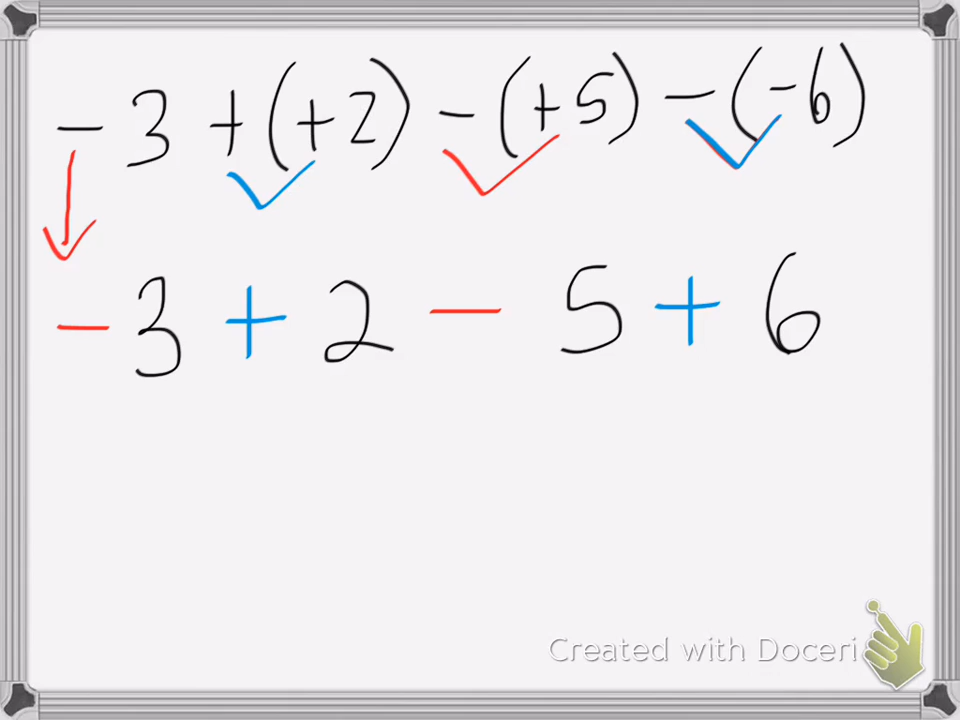 - 3 + (+2) - (+5) - (-6)
- 3 + 2 - 5 + 6
Created with Doceri